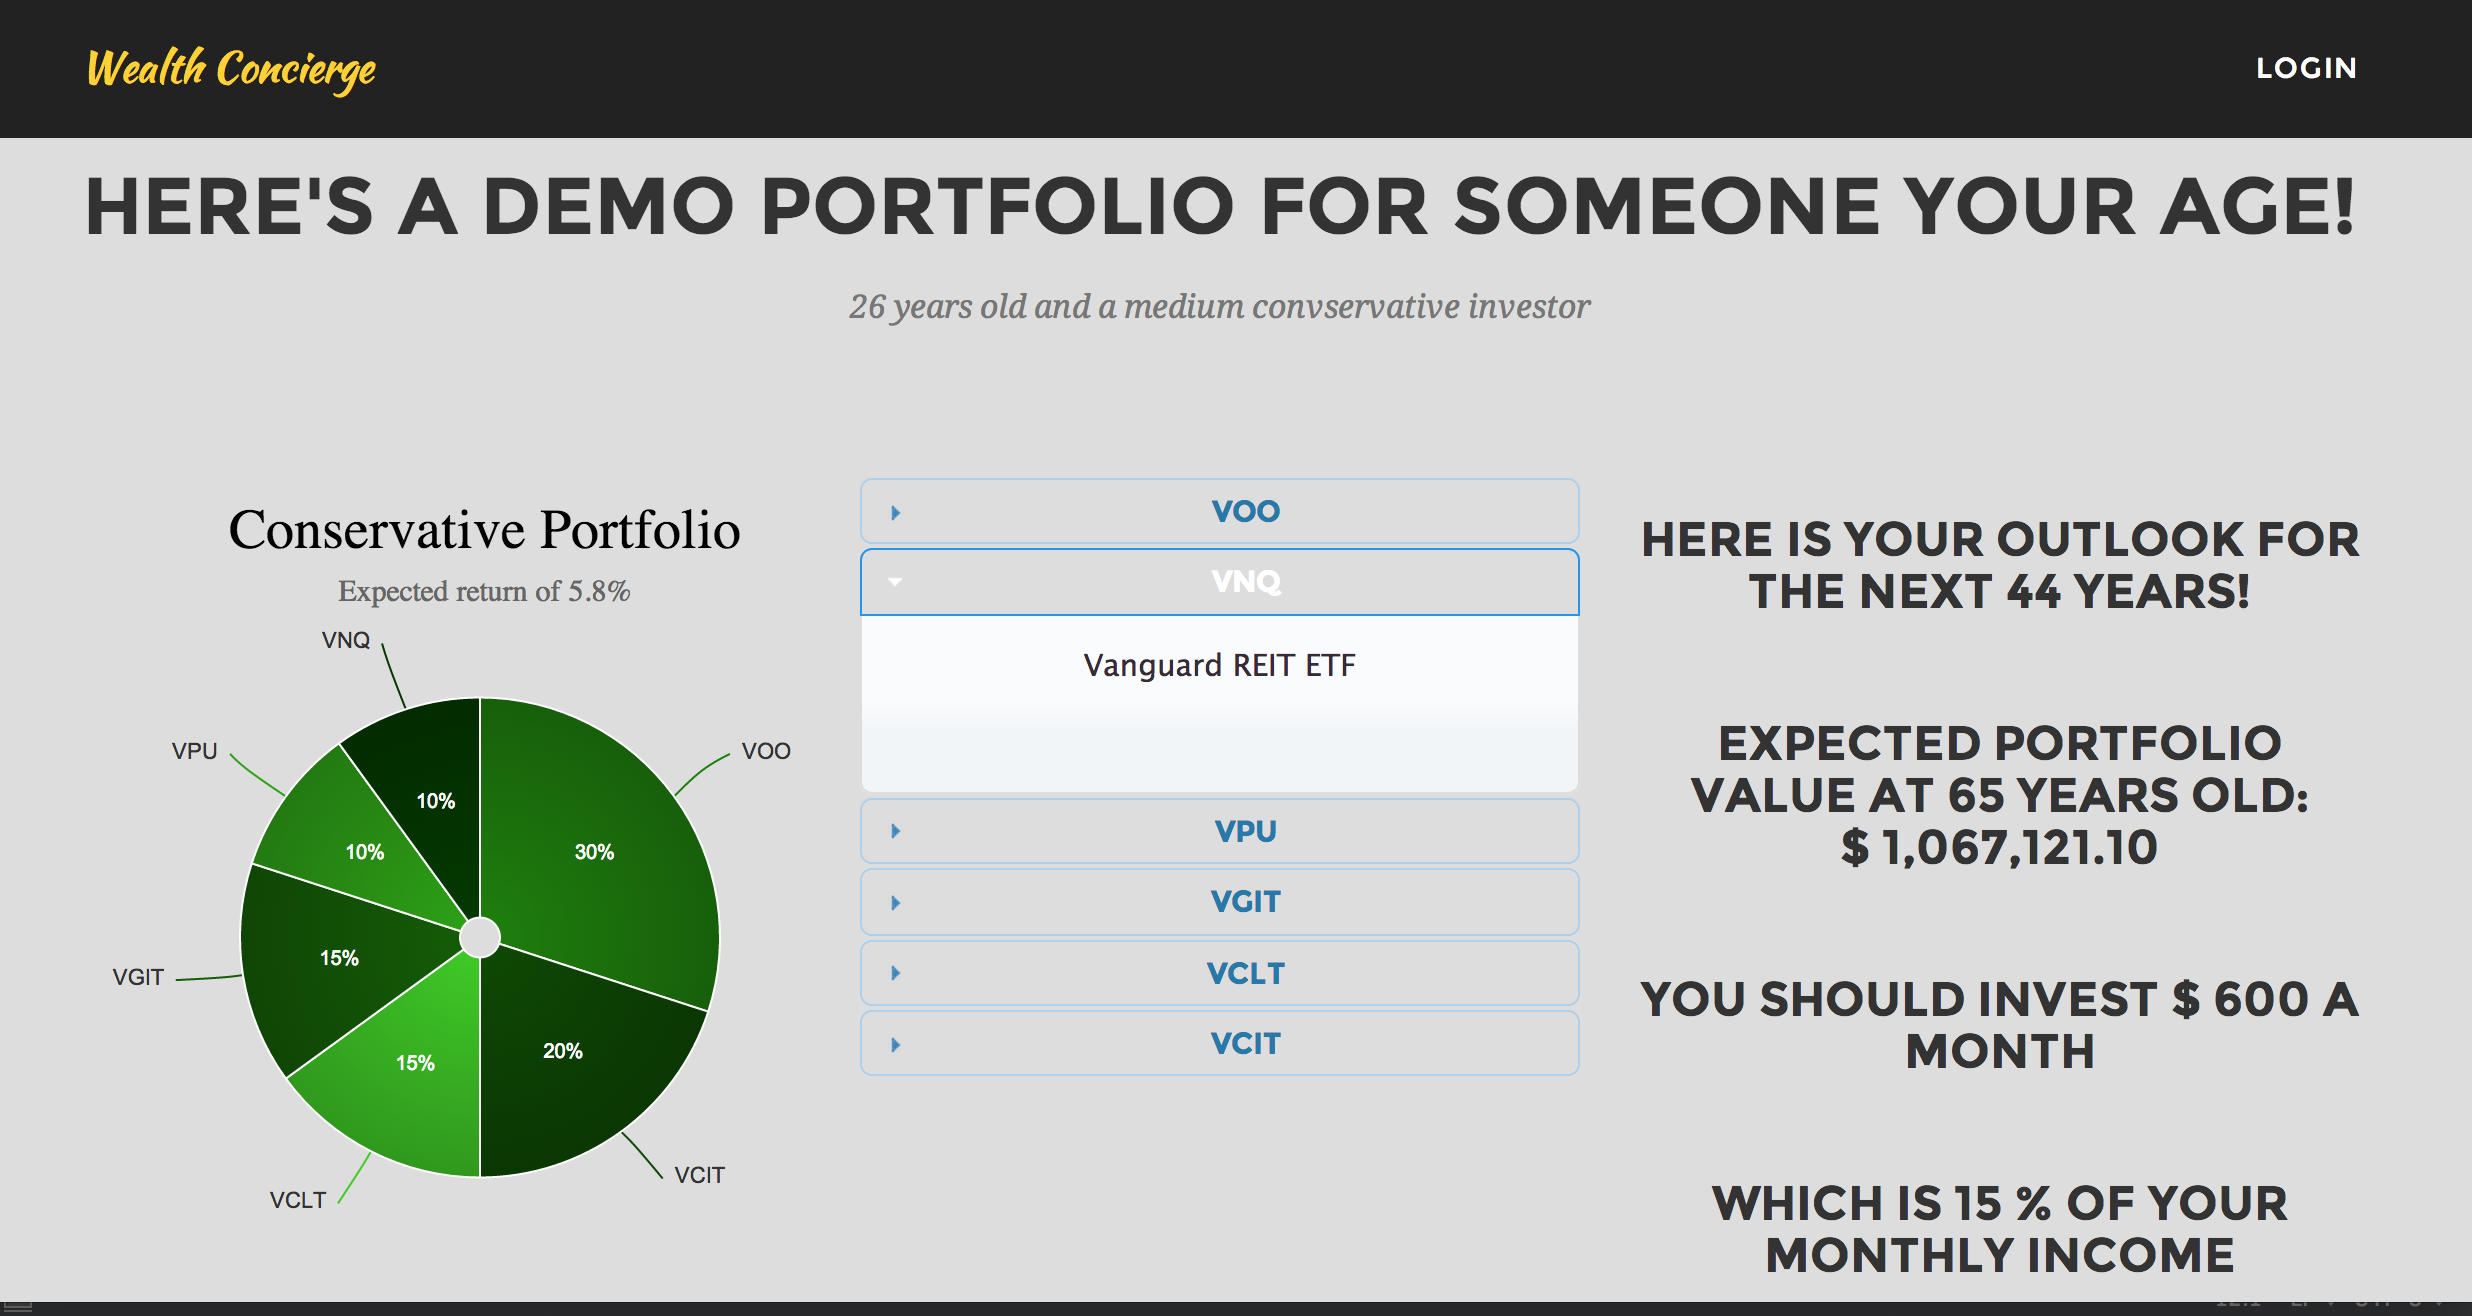 Wealth Concierge
LOGIN
HERE'S A DEMO PORTFOLIO FOR SOMEONE YOUR AGE!
26 years old and a medium convservative investor
Conservative Portfolio
Expected return of 5.8%
VNQ
VPU
VOO
10%
10%
30%
15%
VGIT
15%
20%
VCLT
VCIT
VOO
VNQ
Vanguard REIT ETF
VPU
VGIT
VCLT
VCIT
HERE IS YOUR OUTLOOK FOR
THE NEXT 44 YEARS!
EXPECTED PORTFOLIO
VALUE AT 65 YEARS OLD:
$ 1,067,121.10
YOU SHOULD INVEST $ 600 A
MONTH
WHICH IS 15 % OF YOUR
MONTHLY INCOME